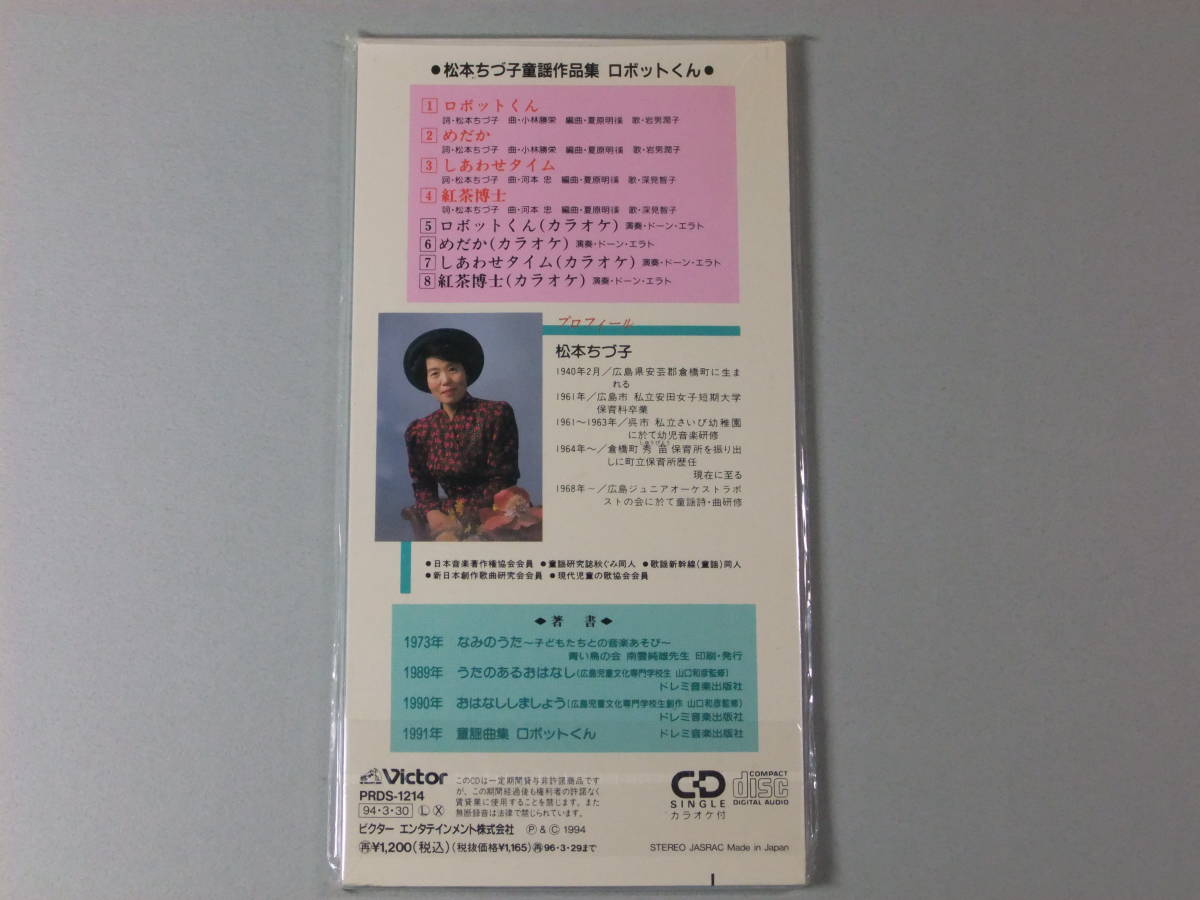 ●松本ちづ子童謡作品集 ロボットくん●
1 ロボットくん
詞・松本ちづ子 曲・小林勝栄 編曲・夏原明 歌・岩男潤子
2 めだか
詞・松本ちづ子 曲・小林勝栄 編曲・夏原明 歌・岩男潤子
3 しあわせタイム
詞・松本ちづ子 曲・河本 忠 編曲・夏原明 歌・深見智子
4 紅茶博士
詞・松本ちづ子 曲・河本 忠 編曲・夏原明 歌・深見智子
5 ロボットくん(カラオケ) 演奏・ドーン・エラト
6 めだか(カラオケ) 演奏・ドーン・エラト
7 しあわせタイム(カラオケ) 演奏・ドーン・エラト
8 紅茶博士(カラオケ) 演奏・ドーン・エラト
プロフィール
松本ちづ子
1940年2月/広島県安芸郡倉橋町に生ま
れる
1961年/広島市 私立安田女子短期大学
保育科卒業
1961～1963年/呉市 私立さいび幼稚園
に於て幼児音楽研修
1964年～/倉橋町秀苗保育所を振り出
しに町立保育所歴任
現在に至る
1968年－/広島ジュニアオーケストラポ
ストの会に於て童謡詩・曲研修
●日本音楽著作権協会会員 ●童謡研究誌秋ぐみ同人 ●歌謡新幹線(童謡)同人
●新日本創作歌曲研究会会員 ●現代児童の歌協会会員
◆著 書◆
1973年 なみのうた～子どもたちとの音楽あそび～
青い鳥の会 南雲純雄先生 印刷・発行
1989年 うたのあるおはなし(広島児童文化専門学校生 山口和彦監修)
ドレミ音楽出版社
1990年 おはなししましょう(広島児童文化専門学校生創作 山口和彦監修)
ドレミ音楽出版社
1991年 童謡曲集 ロボットくん ドレミ音楽出版社
Victor
PRDS-1214
94・3・30 Ⓛ Ⓧ
ビクター エンタテインメント株式会社 Ⓟ & Ⓒ 1994
再¥1,200(税込)(税抜価格¥1,165)再96・3・29まで
このCDは一定期間貸与非許諾商品です
が、この期間経過後も権利者の許諾なく
賃貸業に使用することを禁じます。また
無断録音は法律で禁じられています。
CD
SINGLE
カラオケ付
COMPACT
disc
DIGITAL AUDIO
STEREO JASRAC Made in Japan